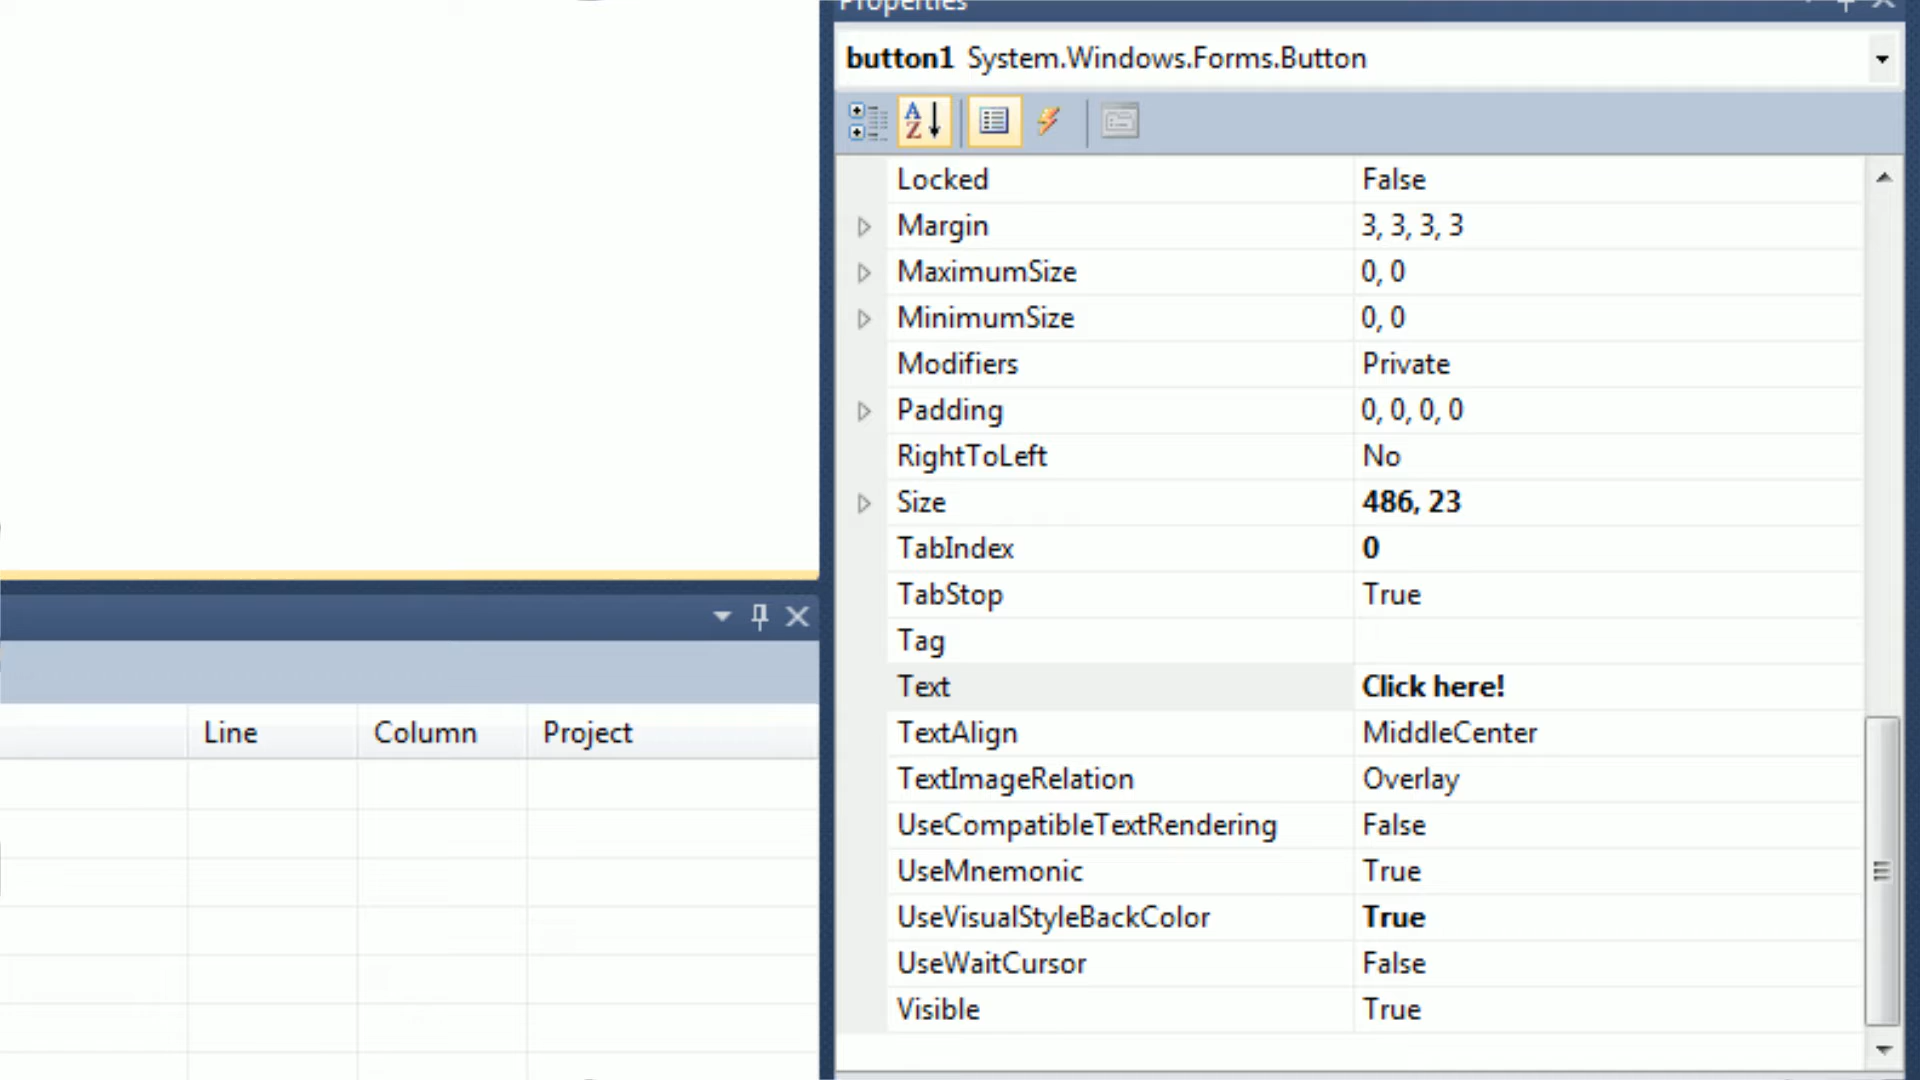 Properties
button1 System.Windows.Forms.Button
Locked False
Margin 3, 3, 3, 3
MaximumSize 0, 0
MinimumSize 0, 0
Modifiers Private
Padding 0, 0, 0, 0
RightToLeft No
Size 486, 23
TabIndex 0
TabStop True
Tag
Text Click here!
TextAlign MiddleCenter
TextImageRelation Overlay
UseCompatibleTextRendering False
UseMnemonic True
UseVisualStyleBackColor True
UseWaitCursor False
Visible True
Line Column Project